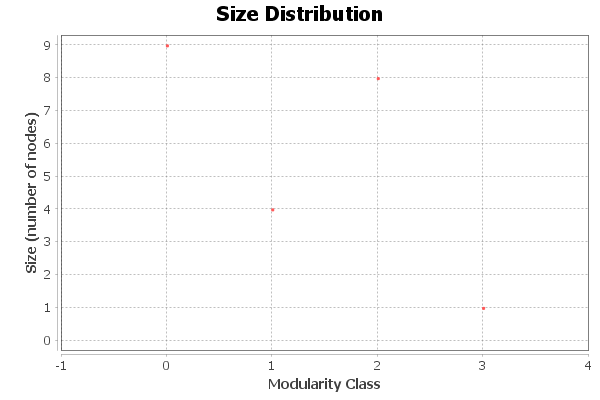 Size Distribution
9
8
7
6
5
4
3
2
1
0
Size (number of nodes)
-1 0 1 2 3 4
Modularity Class